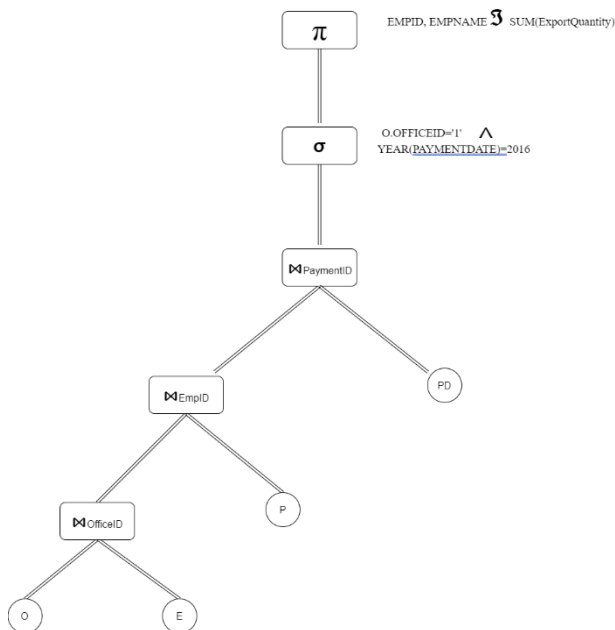 π
EMPID, EMPNAME ℑ SUM(ExportQuantity)
σ
O.OFFICEID='1' ∧
YEAR(PAYMENTDATE)=2016
⋈PaymentID
⋈EmpID
PD
⋈OfficeID
P
O
E